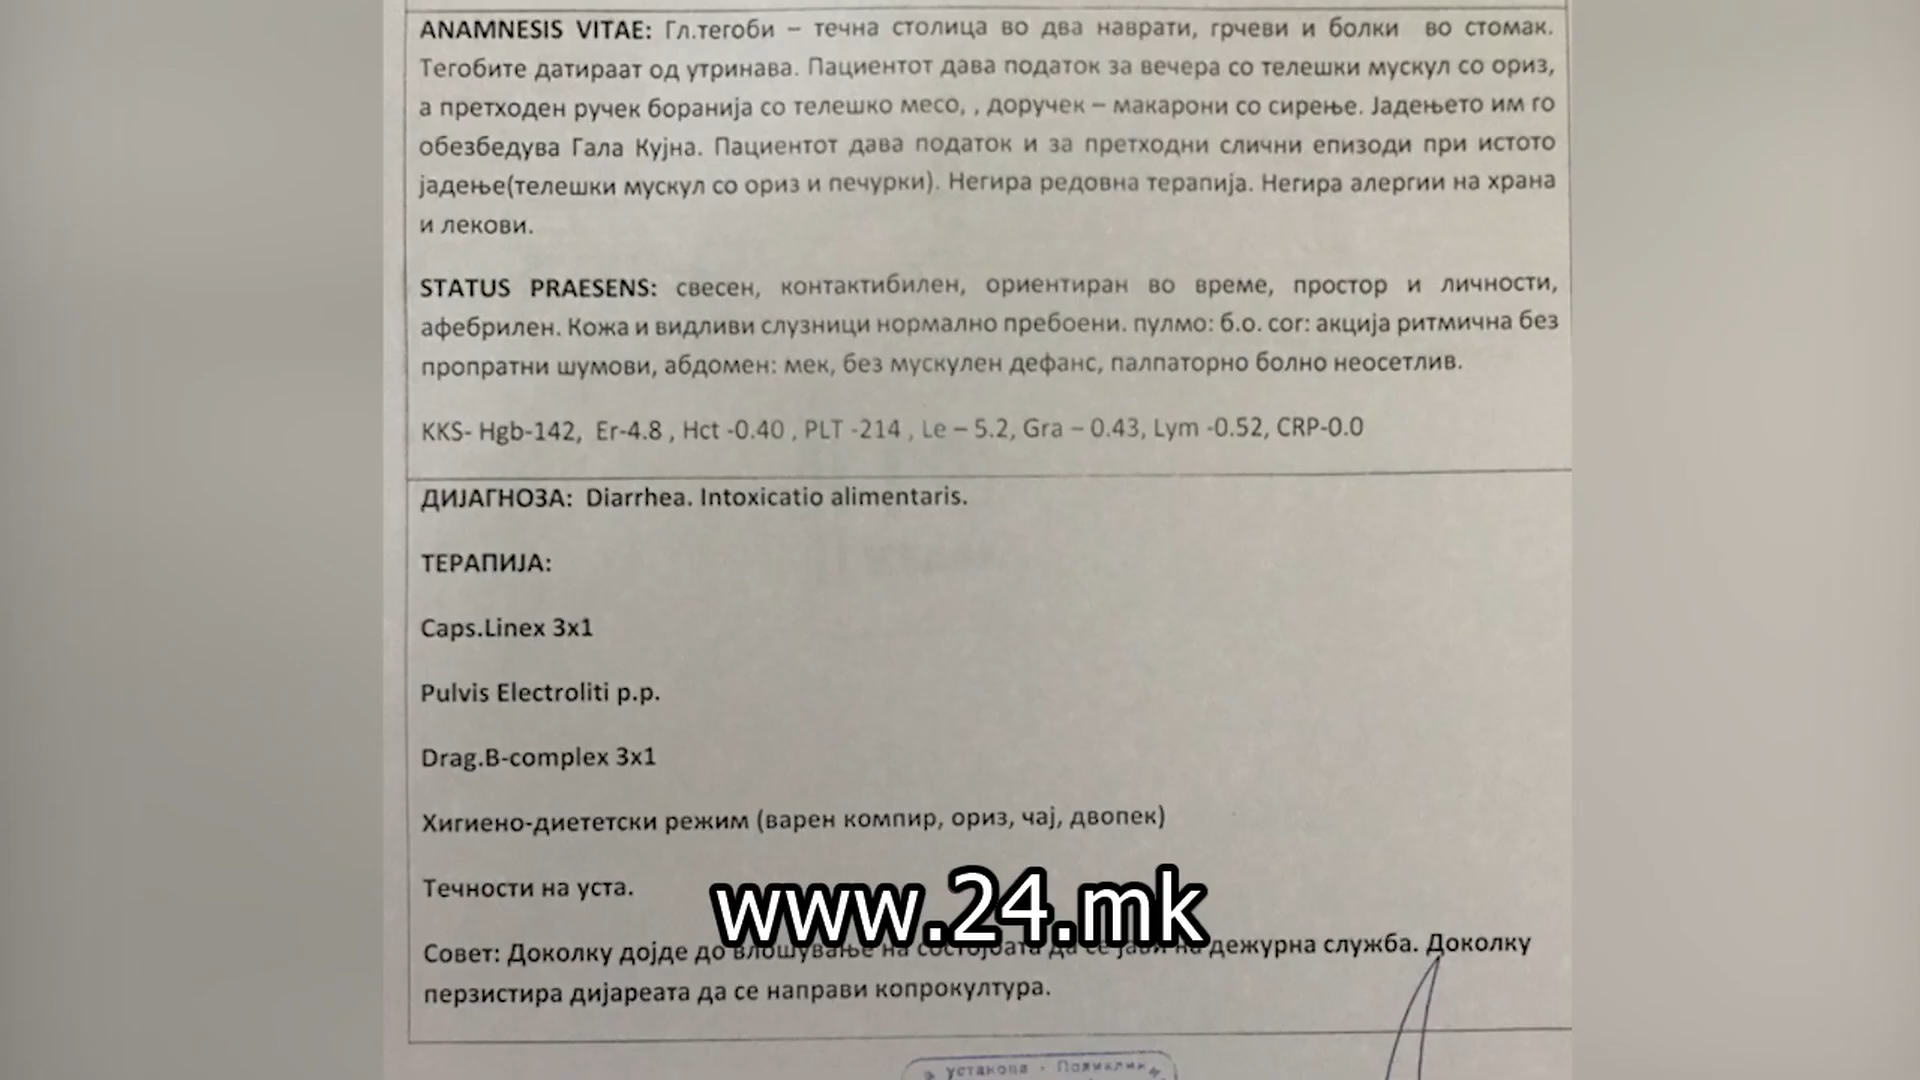 ANAMNESIS VITAE: Гл.тегоби – течна столица во два наврати, грчеви и болки во стомак.
Тегобите датираат од утринава. Пациентот дава податок за вечера со телешки мускул со ориз,
а претходен ручек боранија со телешко месо, , доручек – макарони со сирење. Јадењето им го
обезбедува Гала Кујна. Пациентот дава податок и за претходни слични епизоди при истото
јадење(телешки мускул со ориз и печурки). Негира редовна терапија. Негира алергии на храна
и лекови.
STATUS PRAESENS: свесен, контактибилен, ориентиран во време, простор и личности,
афебрилен. Кожа и видливи слузници нормално пребоени. пулмо: б.о. cor: акција ритмична без
пропратни шумови, абдомен: мек, без мускулен дефанс, палпаторно болно неосетлив.
KKS- Hgb-142, Er-4.8 , Hct -0.40 , PLT -214 , Le – 5.2, Gra – 0.43, Lym -0.52, CRP-0.0
ДИЈАГНОЗА: Diarrhea. Intoxicatio alimentaris.
ТЕРАПИЈА:
Caps.Linex 3x1
Pulvis Electroliti p.p.
Drag.B-complex 3x1
Хигиено-диететски режим (варен компир, ориз, чај, двопек)
Течности на уста.
www.24.mk
Совет: Доколку дојде до влошување на состојбата да се јави на дежурна служба. Доколку
перзистира дијареата да се направи копрокултура.
установа - Поликлин